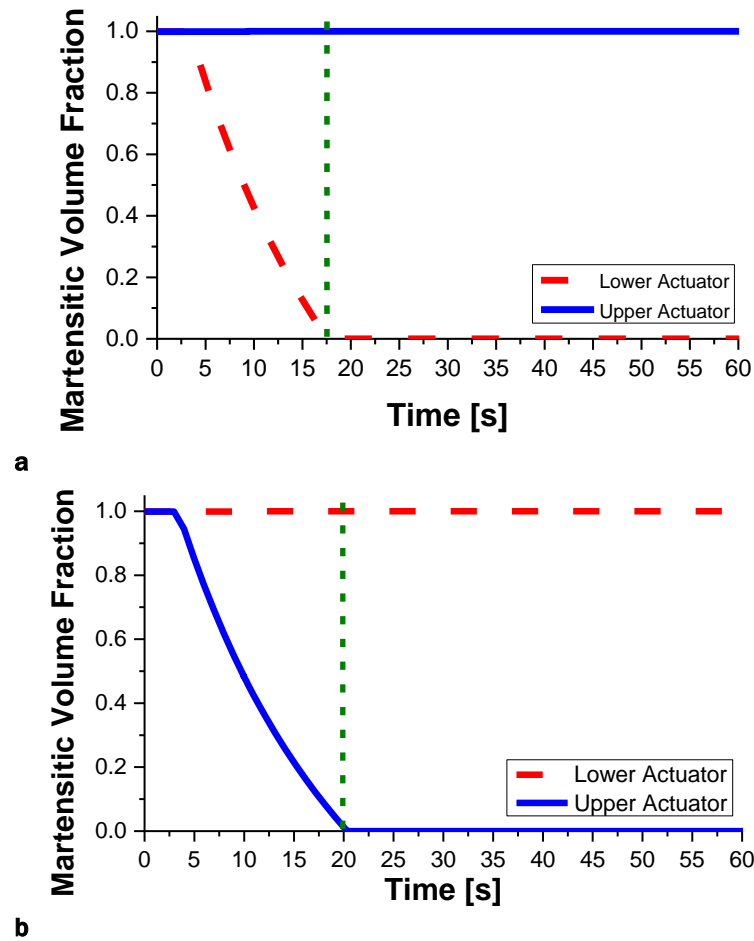 Martensitic Volume Fraction
1.0
0.8
0.6
0.4
0.2
0.0
Lower Actuator
Upper Actuator
0 5 10 15 20 25 30 35 40 45 50 55 60
Time [s]
a
Martensitic Volume Fraction
1.0
0.8
0.6
0.4
0.2
0.0
Lower Actuator
Upper Actuator
0 5 10 15 20 25 30 35 40 45 50 55 60
Time [s]
b